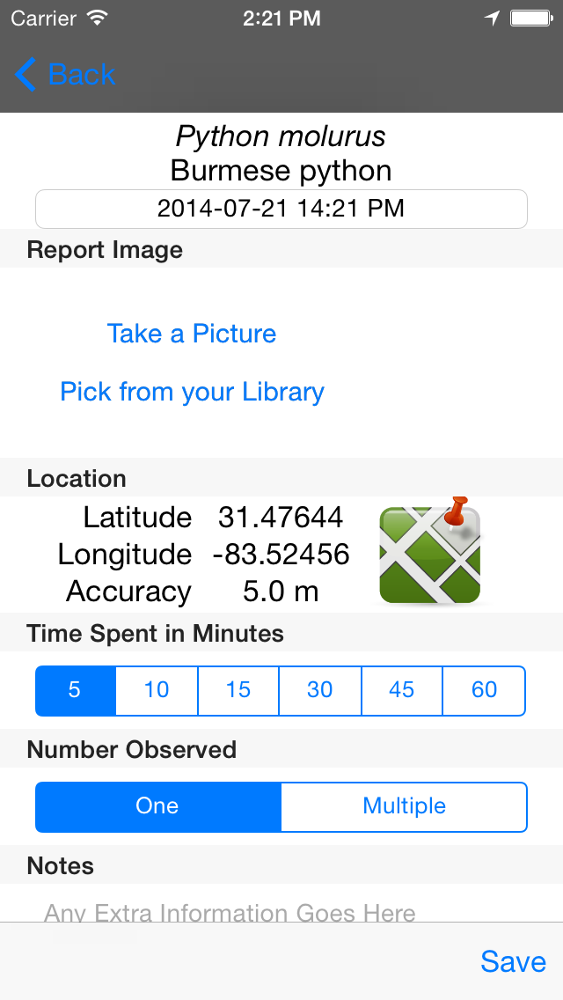 Carrier 2:21 PM
Back
Python molurus
Burmese python
2014-07-21 14:21 PM
Report Image
Take a Picture
Pick from your Library
Location
Latitude 31.47644
Longitude -83.52456
Accuracy 5.0 m
Time Spent in Minutes
5 10 15 30 45 60
Number Observed
One Multiple
Notes
Any Extra Information Goes Here
Save